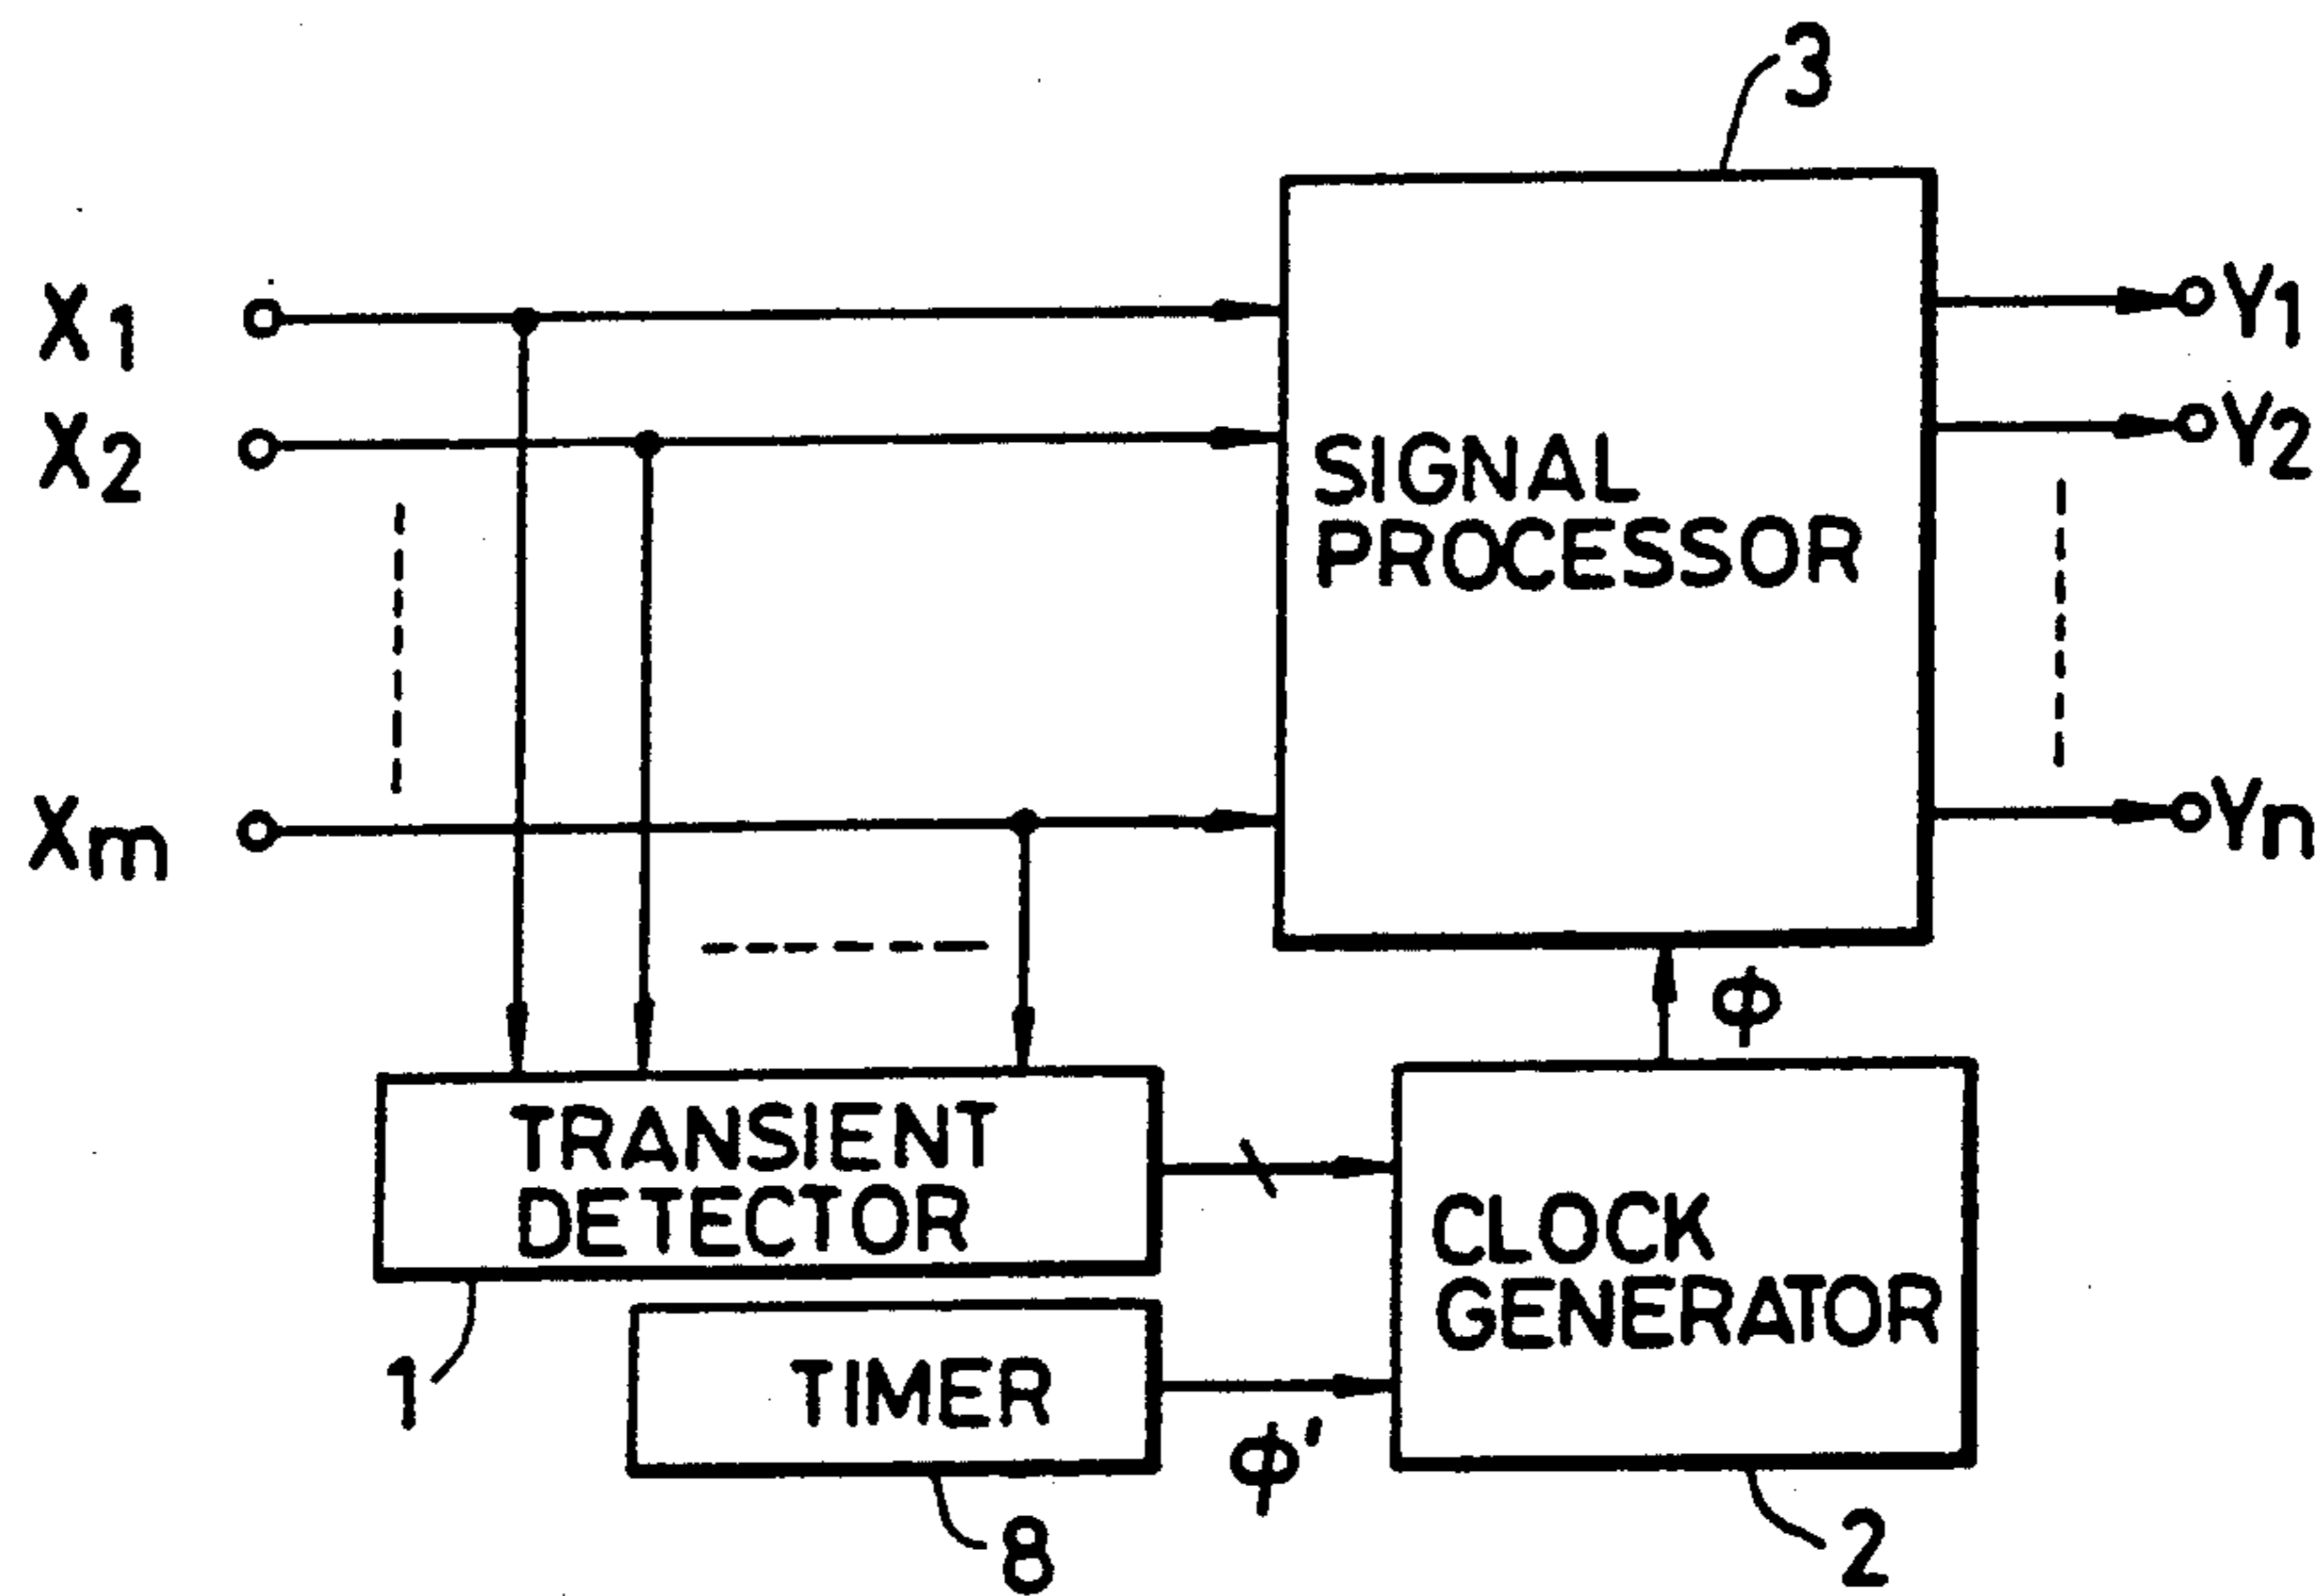 3
X1
Y1
X2
Y2
SIGNAL
PROCESSOR
Xm
Yn
ϕ
TRANSIENT
DETECTOR
CLOCK
GENERATOR
1
TIMER
ϕ'
8
2